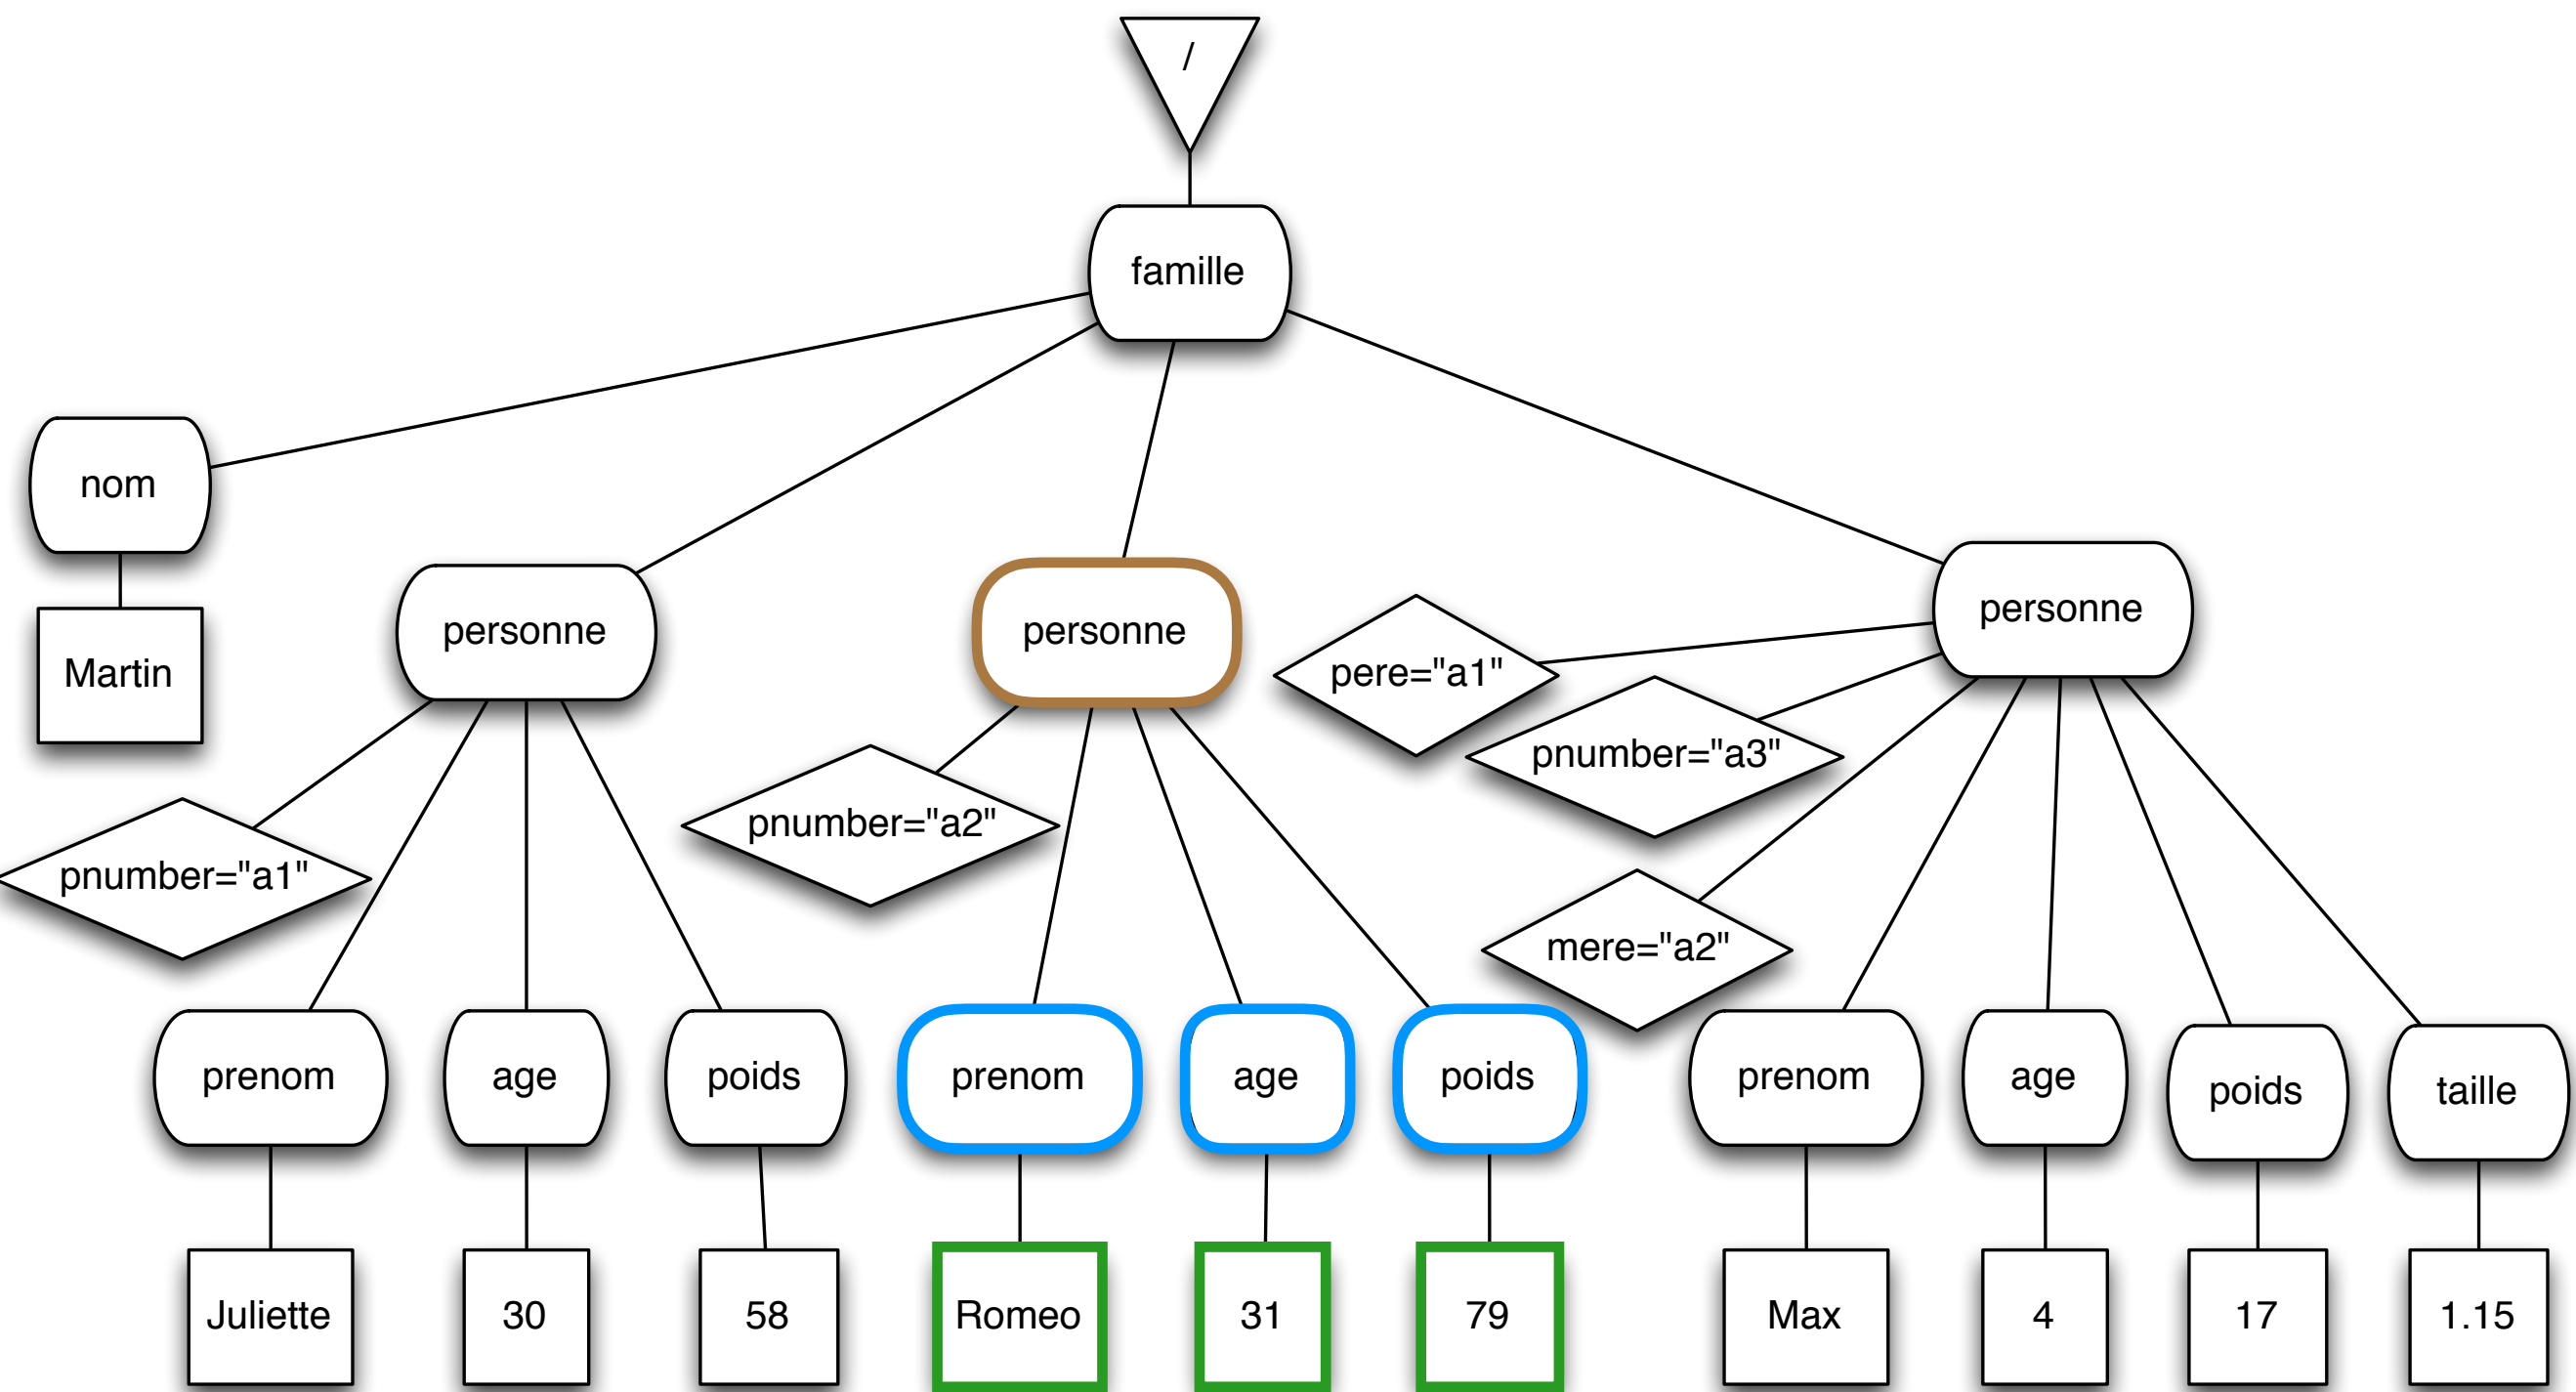 /
famille
nom
Martin
personne
personne
personne
pere="a1"
pnumber="a3"
pnumber="a2"
pnumber="a1"
mere="a2"
prenom
age
poids
prenom
age
poids
prenom
age
poids
taille
Juliette
30
58
Romeo
31
79
Max
4
17
1.15